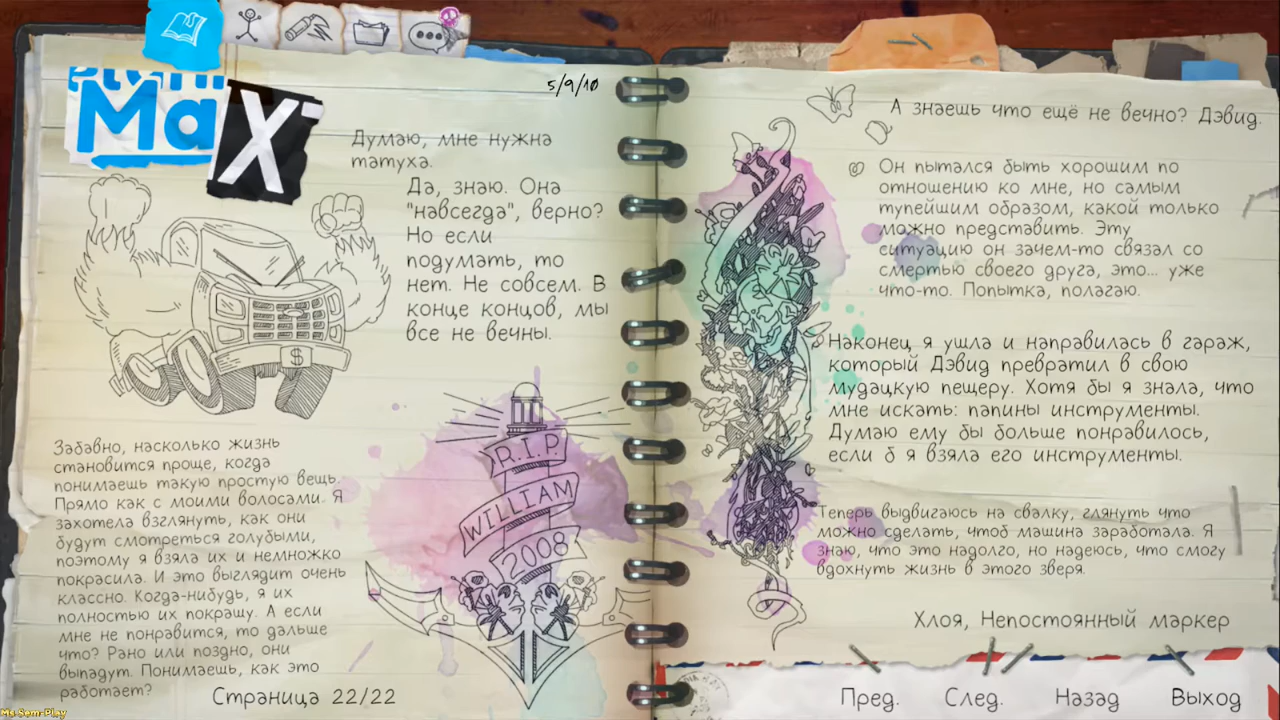 Max
5/9/10
Думаю, мне нужна
татуха.
Да, знаю. Она
"навсегда", верно?
Но если
подумать, то
нет. Не совсем. В
конце концов, мы
все не вечны.
$
Забавно, насколько жизнь
становится проще, когда
понимаешь такую простую вещь.
Прямо как с моими волосами. Я
захотела взглянуть, как они
будут смотреться голубыми,
поэтому я взяла их и немножко
покрасила. И это выглядит очень
классно. Когда-нибудь, я их
полностью их покрашу. А если
мне не понравится, то дальше
что? Рано или поздно, они
выпадут. Понимаешь, как это
работает?
R.I.P.
WILLIAM
2008
Страница 22/22
А знаешь что ещё не вечно? Дэвид.
Он пытался быть хорошим по
отношению ко мне, но самым
тупейшим образом, какой только
можно представить. Эту
ситуацию он зачем-то связал со
смертью своего друга, это... уже
что-то. Попытка, полагаю.
Наконец я ушла и направилась в гараж,
который Дэвид превратил в свою
мудацкую пещеру. Хотя бы я знала, что
мне искать: папины инструменты.
Думаю ему бы больше понравилось,
если б я взяла его инструменты.
Теперь выдвигаюсь на свалку, глянуть что
можно сделать, чтоб машина заработала. Я
знаю, что это надолго, но надеюсь, что смогу
вдохнуть жизнь в этого зверя.
Хлоя, Непостоянный маркер
Пред. След. Назад Выход
Ms.Sem-Play